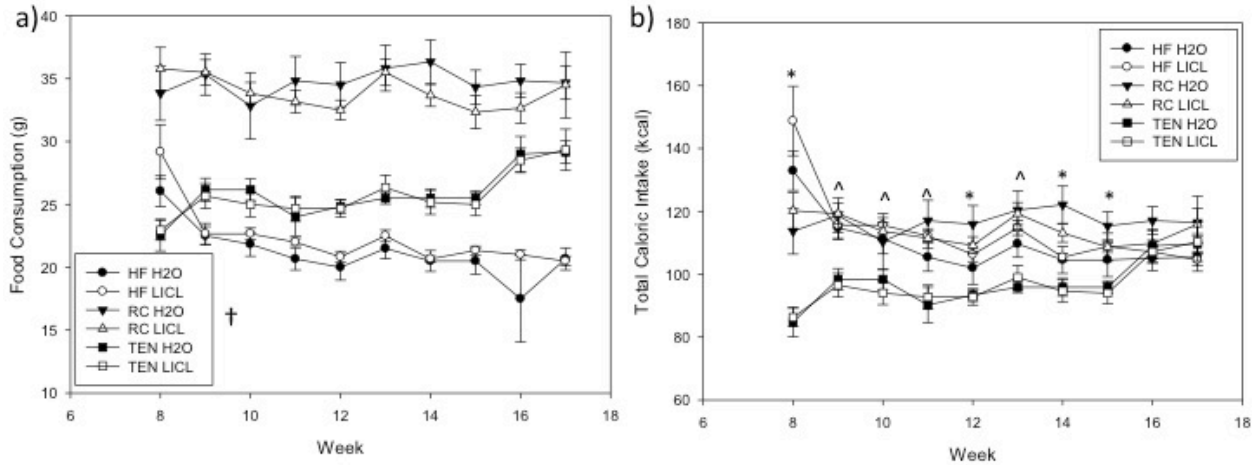 a)
40
35
30
25
20
15
10
Food Consumption (g)
HF H2O
HF LICL
RC H2O
RC LICL
TEN H2O
TEN LICL
†
6 8 10 12 14 16 18
Week
b)
180
160
140
120
100
80
60
Total Caloric Intake (kcal)
HF H2O
HF LICL
RC H2O
RC LICL
TEN H2O
TEN LICL
* ^ ^ ^ * ^ * *
6 8 10 12 14 16 18
Week